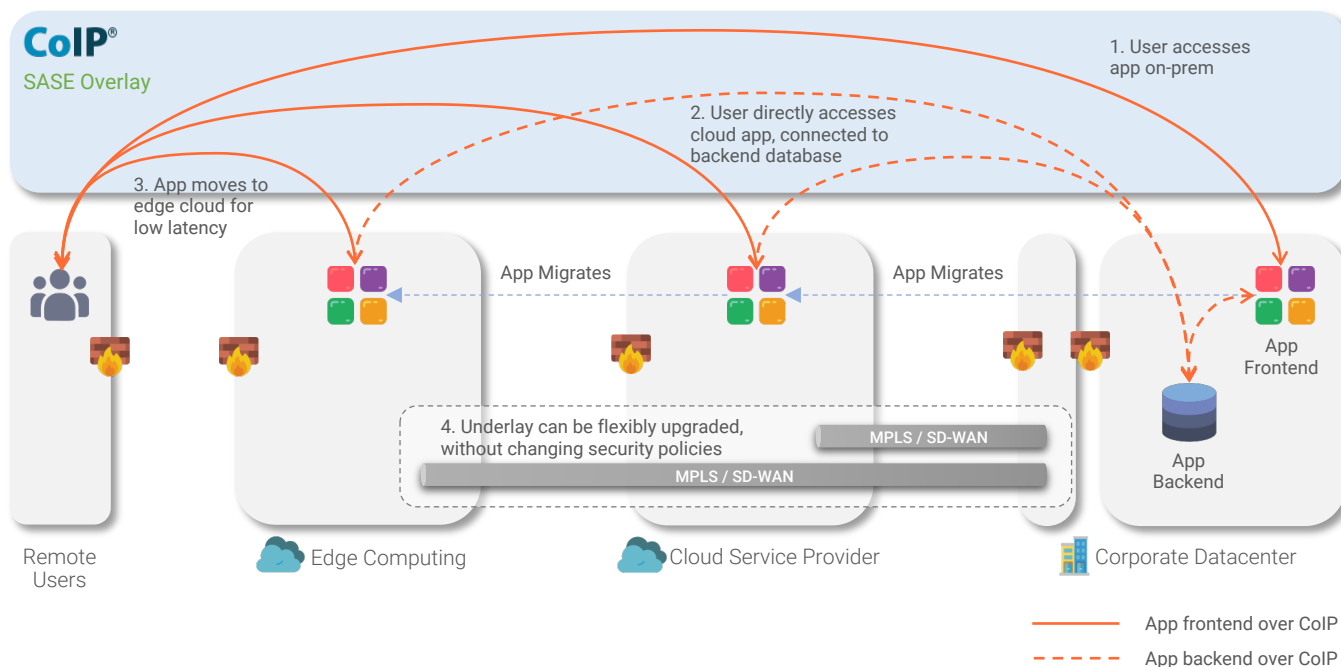 CoIP®
SASE Overlay
1. User accesses
app on-prem
2. User directly accesses
cloud app, connected to
backend database
3. App moves to
edge cloud for
low latency
App Migrates
App Migrates
App
Frontend
4. Underlay can be flexibly upgraded,
without changing security policies
MPLS / SD-WAN
MPLS / SD-WAN
App
Backend
Remote
Users
Edge Computing
Cloud Service Provider
Corporate Datacenter
App frontend over CoIP
App backend over CoIP